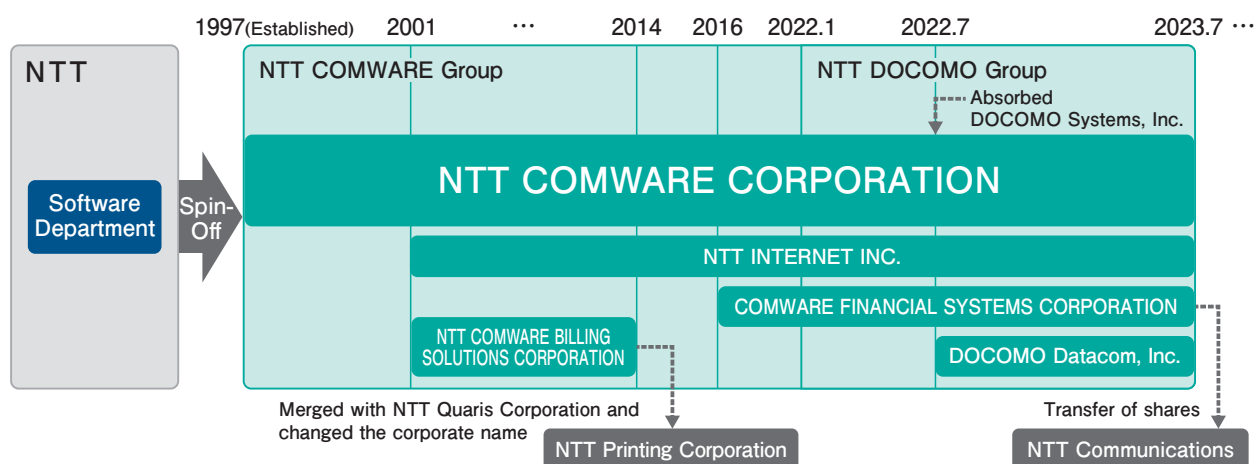 1997(Established) 2001 … 2014 2016 2022.1 2022.7 2023.7 …
NTT
Software
Department
Spin-
Off
NTT COMWARE Group
NTT DOCOMO Group
Absorbed
DOCOMO Systems, Inc.
NTT COMWARE CORPORATION
NTT INTERNET INC.
COMWARE FINANCIAL SYSTEMS CORPORATION
NTT COMWARE BILLING
SOLUTIONS CORPORATION
DOCOMO Datacom, Inc.
Merged with NTT Quaris Corporation and
changed the corporate name
NTT Printing Corporation
Transfer of shares
NTT Communications